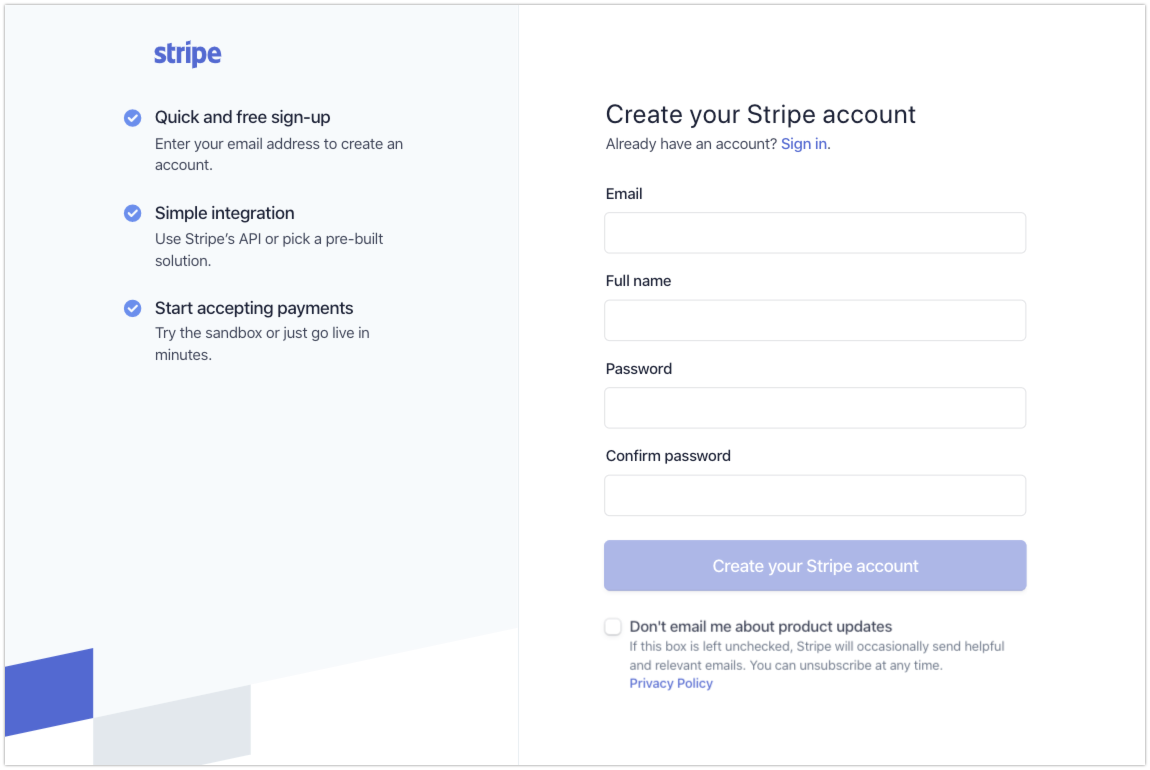 stripe
Quick and free sign-up
Enter your email address to create an
account.
Simple integration
Use Stripe's API or pick a pre-built
solution.
Start accepting payments
Try the sandbox or just go live in
minutes.
Create your Stripe account
Already have an account? Sign in.
Email
Full name
Password
Confirm password
Create your Stripe account
Don't email me about product updates
If this box is left unchecked, Stripe will occasionally send helpful
and relevant emails. You can unsubscribe at any time.
Privacy Policy